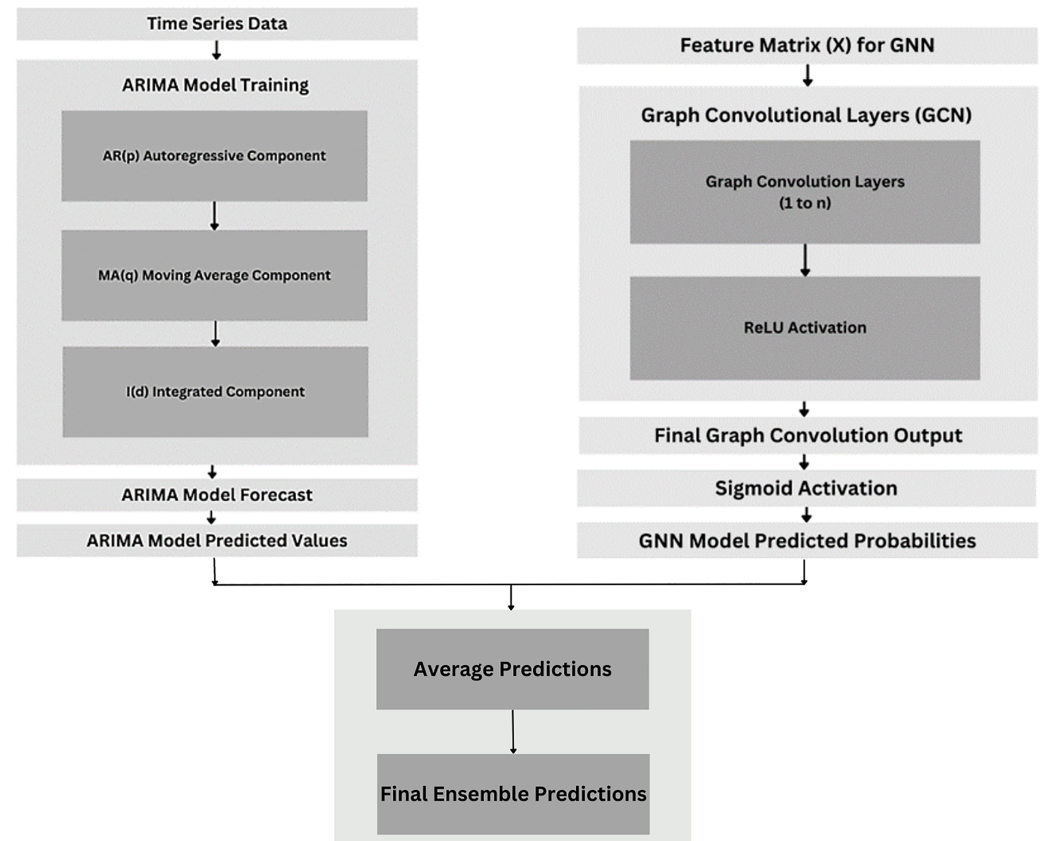 Time Series Data
ARIMA Model Training
AR(p) Autoregressive Component
MA(q) Moving Average Component
I(d) Integrated Component
ARIMA Model Forecast
ARIMA Model Predicted Values
Feature Matrix (X) for GNN
Graph Convolutional Layers (GCN)
Graph Convolution Layers
(1 to n)
ReLU Activation
Final Graph Convolution Output
Sigmoid Activation
GNN Model Predicted Probabilities
Average Predictions
Final Ensemble Predictions